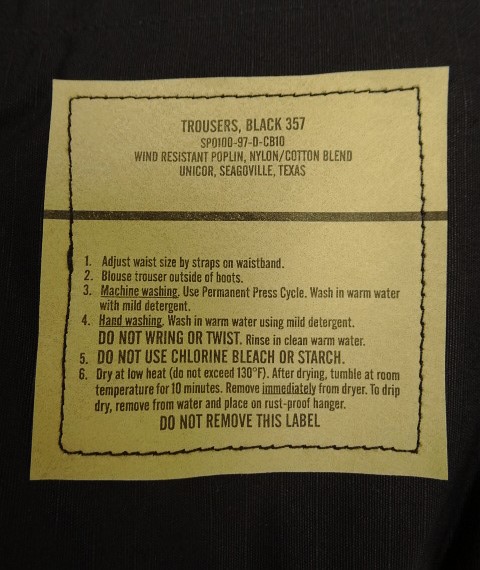 TROUSERS, BLACK 357
SPO100-97-D-CB10
WIND RESISTANT POPLIN, NYLON/COTTON BLEND
UNICOR, SEAGOVILLE, TEXAS
1. Adjust waist size by straps on waistband.
2. Blouse trouser outside of boots.
3. Machine washing. Use Permanent Press Cycle. Wash in warm water
with mild detergent.
4. Hand washing. Wash in warm water using mild detergent.
DO NOT WRING OR TWIST. Rinse in clean warm water.
5. DO NOT USE CHLORINE BLEACH OR STARCH.
6. Dry at low heat (do not exceed 130°F). After drying, tumble at room
temperature for 10 minutes. Remove immediately from dryer. To drip
dry, remove from water and place on rust-proof hanger.
DO NOT REMOVE THIS LABEL